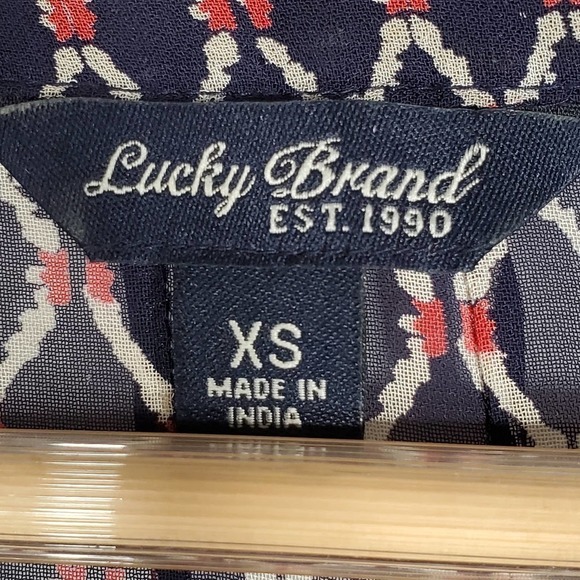 Lucky Brand
EST. 1990
XS
MADE IN
INDIA